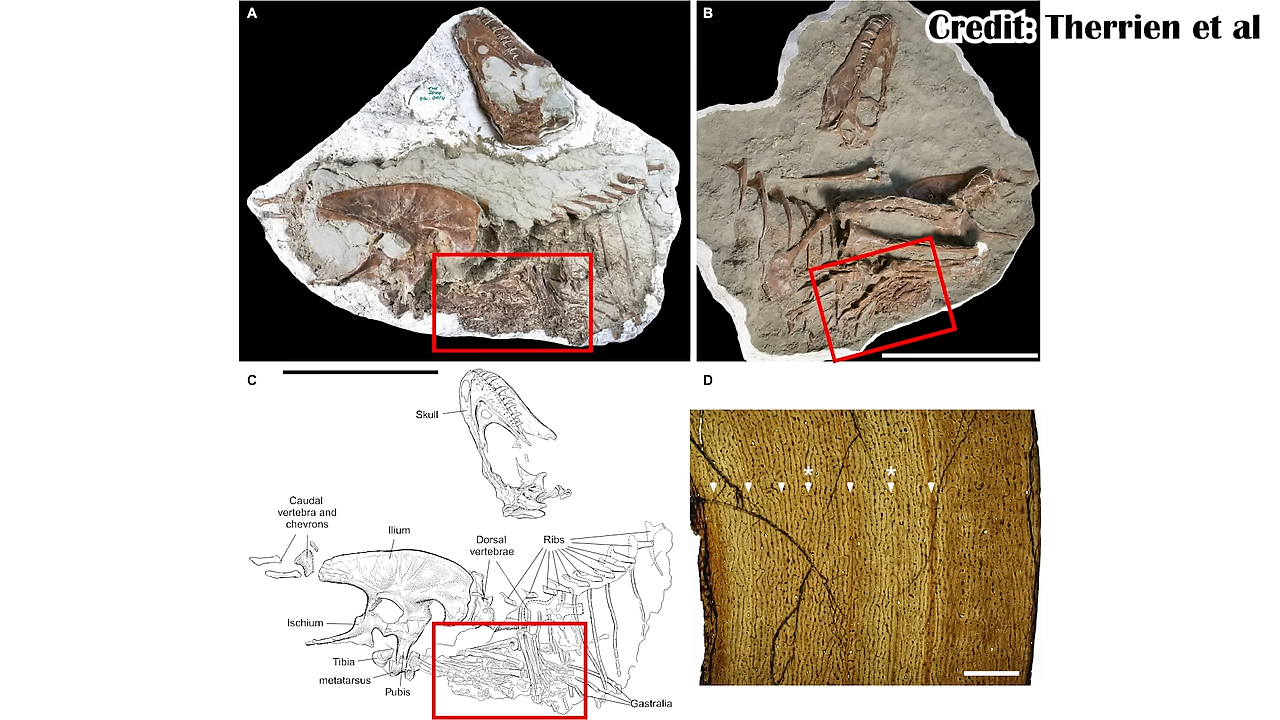 A
B
Credit: Therrien et al
C
D
Skull
Caudal
vertebra and
chevrons
Ilium
Dorsal
vertebrae
Ribs
Ischium
Tibia
metatarsus
Pubis
Gastralia
*
*